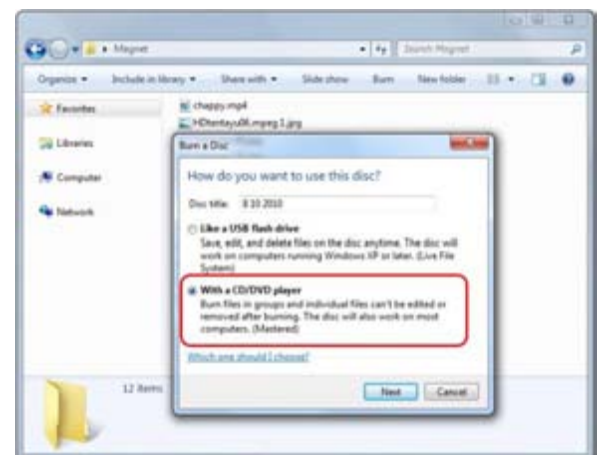 Magnet
Search Magnet
Organize
Include in library
Share with
Slide show
Burn
New folder
Favorites
Libraries
Computer
Network
chappy.mp4
Burn a Disc
How do you want to use this disc?
Disc title: 8 10 2010
Like a USB flash drive
Save, edit, and delete files on the disc anytime. The disc will
work on computers running Windows XP or later. (Live File
System)
With a CD/DVD player
Burn files in groups and individual files can't be edited or
removed after burning. The disc will also work on most
computers. (Mastered)
Which one should I choose?
12 items
Next
Cancel